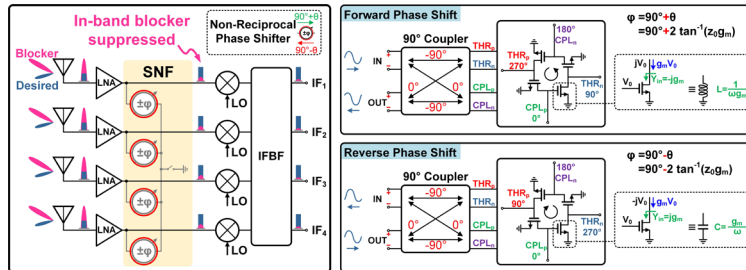 In-band blocker
suppressed
Non-Reciprocal
Phase Shifter
90°+θ
±φ
90°-θ
Blocker
Desired
SNF
LNA
±φ
LO
IF₁
LNA
±φ
LO
IF₂
IFBF
LNA
±φ
LO
IF₃
LNA
±φ
LO
IF₄
Forward Phase Shift
φ=90°+θ
=90°+2 tan⁻¹(z₀gₘ)
90° Coupler
180°
CPLₙ
IN
OUT
-90°
0°
0°
-90°
THRₚ
THRₙ
CPLₚ
CPLₙ
THRₚ
270°
THRₙ
90°
CPLₚ
0°
jV₀
gₘV₀
V₀
Yᵢₙ=-jgₘ
≡
L=1/ωgₘ
Reverse Phase Shift
φ=90°-θ
=90°-2 tan⁻¹(z₀gₘ)
90° Coupler
180°
CPLₙ
IN
OUT
-90°
0°
0°
-90°
THRₚ
THRₙ
CPLₚ
CPLₙ
THRₚ
90°
THRₙ
270°
CPLₚ
0°
-jV₀
gₘV₀
V₀
Yᵢₙ=jgₘ
≡
C=gₘ/ω